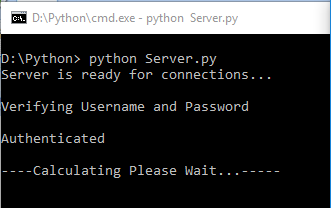 D:\Python\cmd.exe - python Server.py
D:\Python> python Server.py
Server is ready for connections...
Verifying Username and Password
Authenticated
----Calculating Please Wait...-----